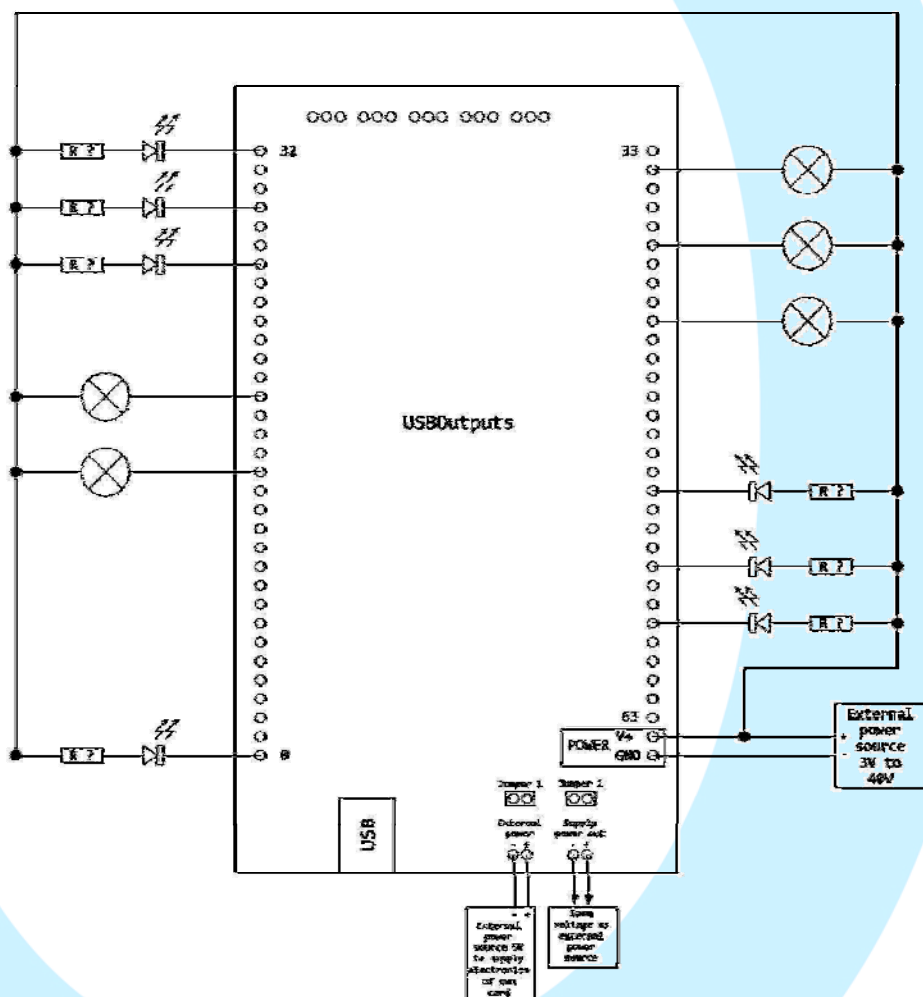 32
33
R ?
R ?
R ?
USBOutputs
R ?
R ?
R ?
63
V+
POWER
GND
External
power
source
3V to
40V
+
-
R ?
0
Jumper 1
Jumper 2
USB
External
power
Supply
power out
- +
- +
- +
External
power
source 5V
to supply
electronics
of our
card
Same
voltage as
external
power
source